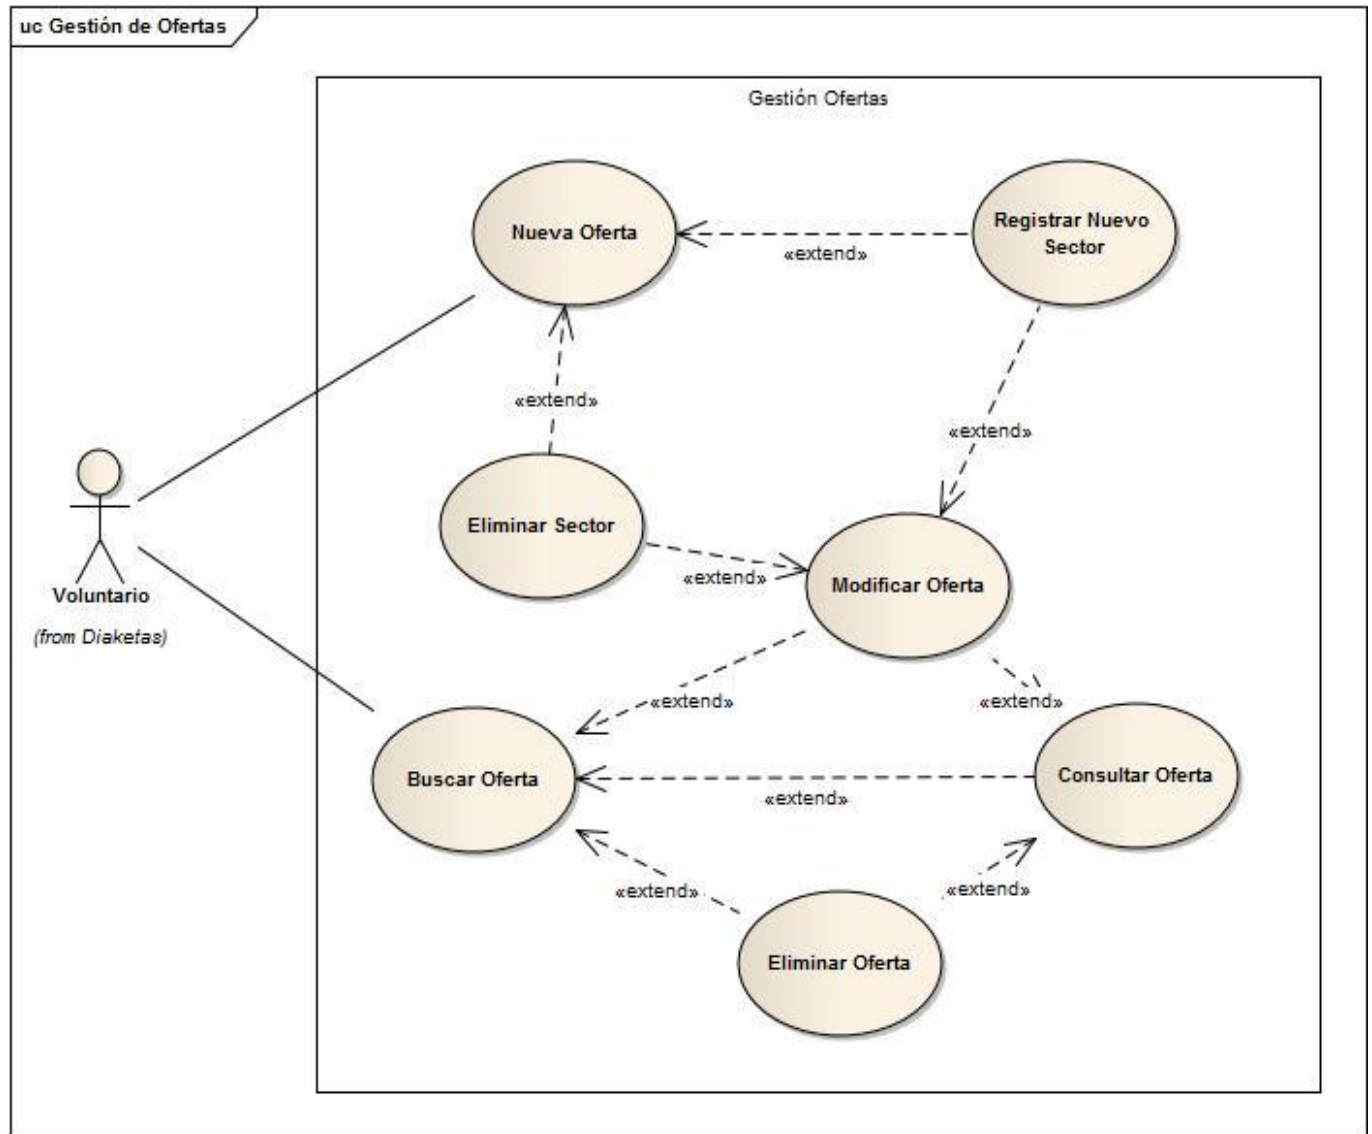 uc Gestión de Ofertas
Gestión Ofertas
Nueva Oferta
Registrar Nuevo
Sector
«extend»
«extend»
«extend»
Eliminar Sector
«extend»
Modificar Oferta
Voluntario
(from Diaketas)
«extend»
«extend»
Buscar Oferta
Consultar Oferta
«extend»
«extend»
«extend»
Eliminar Oferta